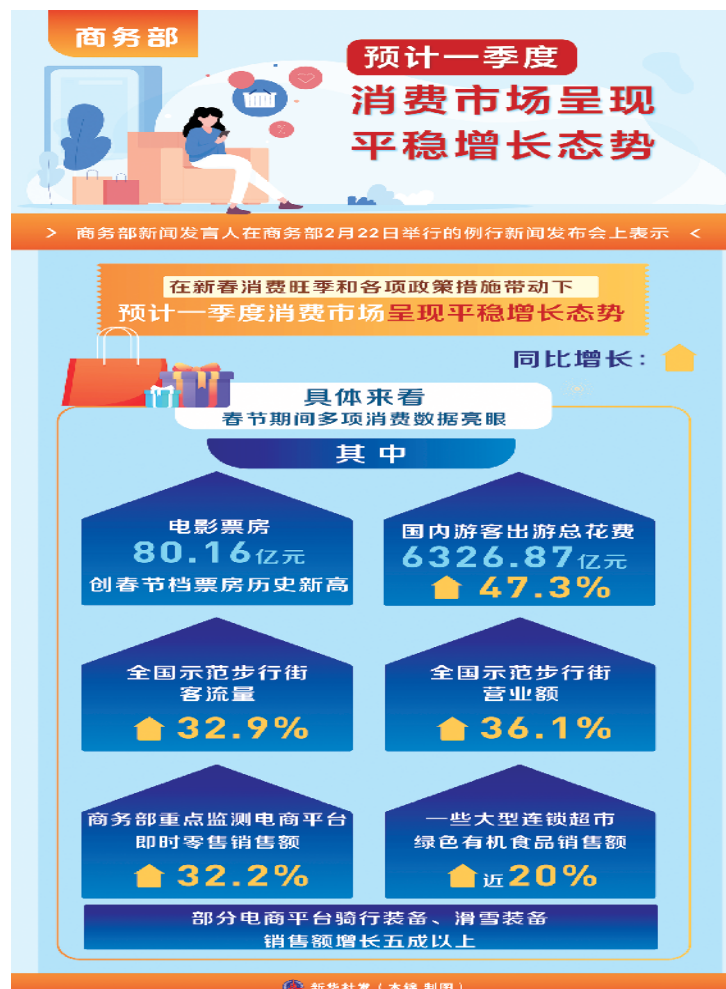 商务部
预计一季度
消费市场呈现
平稳增长态势
> 商务部新闻发言人在商务部2月22日举行的例行新闻发布会上表示 <
在新春消费旺季和各项政策措施带动下
预计一季度消费市场呈现平稳增长态势
同比增长：
具体来看
春节期间多项消费数据亮眼
其中
电影票房
80.16亿元
创春节档票房历史新高
国内游客出游总花费
6326.87亿元
47.3%
全国示范步行街
客流量
32.9%
全国示范步行街
营业额
36.1%
商务部重点监测电商平台
即时零售销售额
32.2%
一些大型连锁超市
绿色有机食品销售额
近20%
部分电商平台骑行装备、滑雪装备
销售额增长五成以上